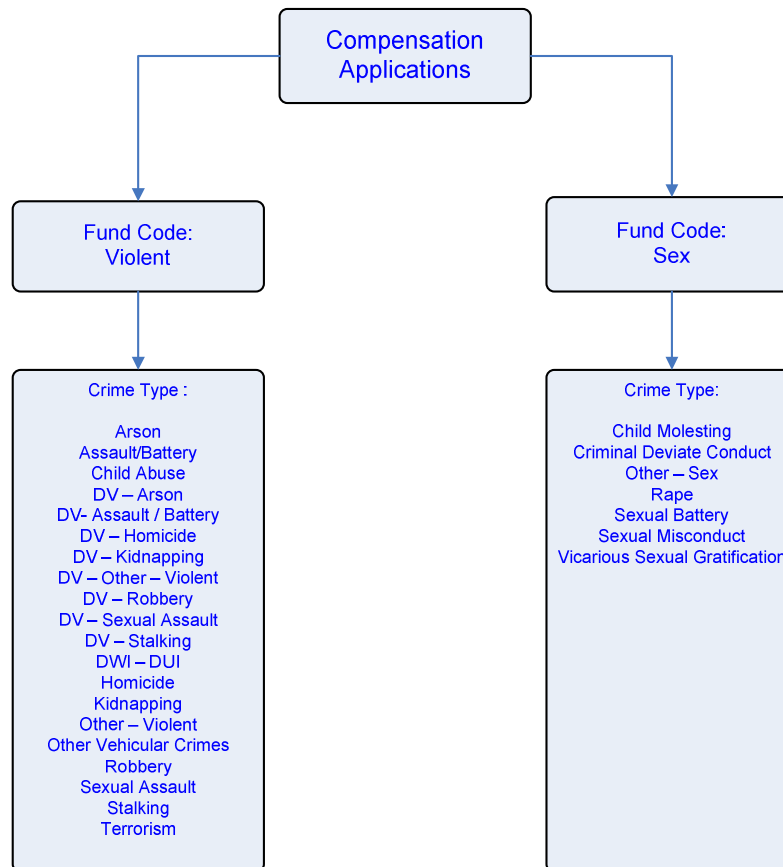 Compensation
Applications
Fund Code:
Violent
Fund Code:
Sex
Crime Type :
Arson
Assault/Battery
Child Abuse
DV – Arson
DV- Assault / Battery
DV – Homicide
DV – Kidnapping
DV – Other – Violent
DV – Robbery
DV – Sexual Assault
DV – Stalking
DWI – DUI
Homicide
Kidnapping
Other – Violent
Other Vehicular Crimes
Robbery
Sexual Assault
Stalking
Terrorism
Crime Type:
Child Molesting
Criminal Deviate Conduct
Other – Sex
Rape
Sexual Battery
Sexual Misconduct
Vicarious Sexual Gratification